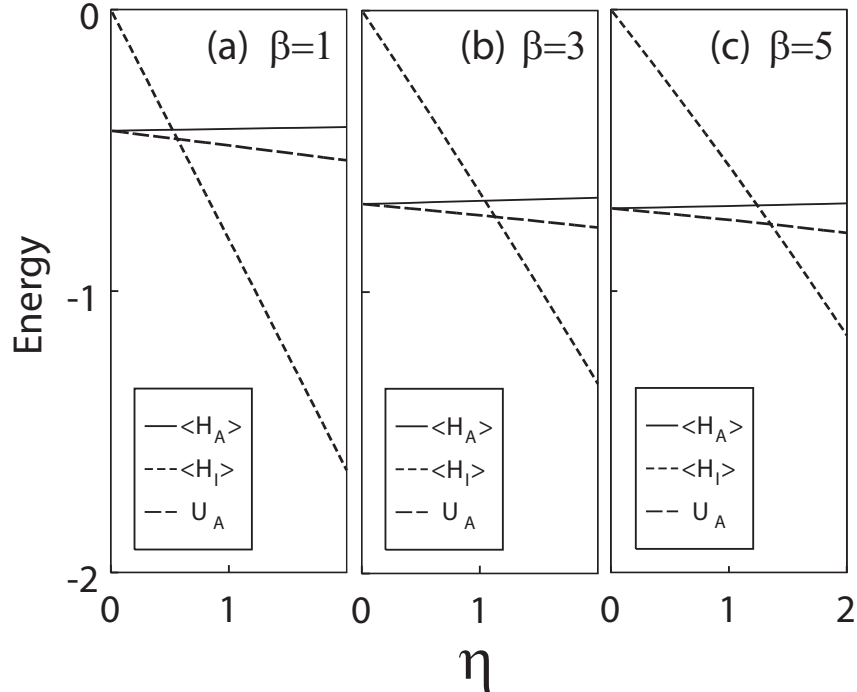 0
(a) β=1
(b) β=3
(c) β=5
Energy
-1
-2
<H_A>
<H_I>
U_A
<H_A>
<H_I>
U_A
<H_A>
<H_I>
U_A
0 1 0 1 0 1 2
η